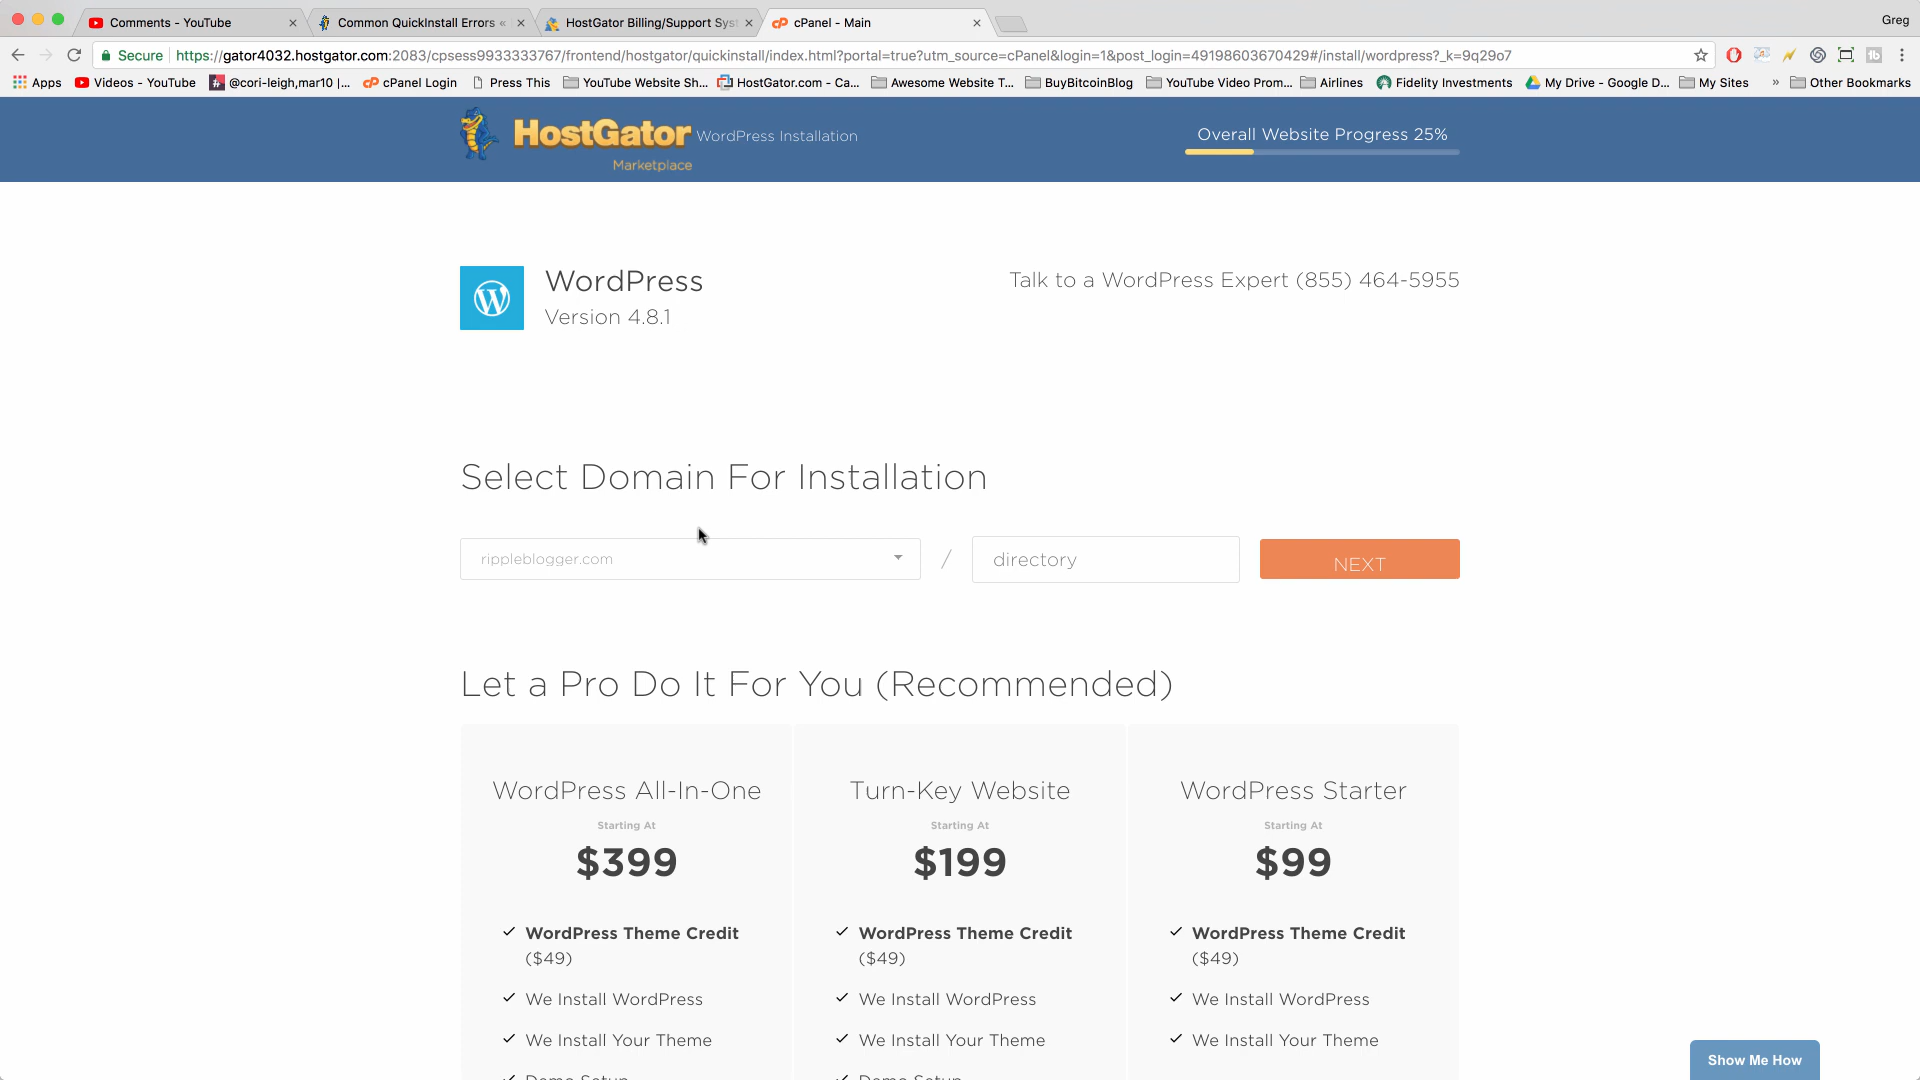 Comments - YouTube
Common QuickInstall Errors «
HostGator Billing/Support Syst
cPanel - Main
Greg
Secure
https://gator4032.hostgator.com:2083/cpsess9933333767/frontend/hostgator/quickinstall/index.html?portal=true?utm_source=cPanel&login=1&post_login=49198603670429#/install/wordpress?_k=9q29o7
Apps
Videos - YouTube
@cori-leigh,mar10 |...
cPanel Login
Press This
YouTube Website Sh...
HostGator.com - Ca...
Awesome Website T...
BuyBitcoinBlog
YouTube Video Prom...
Airlines
Fidelity Investments
My Drive - Google D...
My Sites
»
Other Bookmarks
HostGator
Marketplace
WordPress Installation
Overall Website Progress 25%
WordPress
Version 4.8.1
Talk to a WordPress Expert (855) 464-5955
Select Domain For Installation
rippleblogger.com
/
directory
NEXT
Let a Pro Do It For You (Recommended)
WordPress All-In-One
Starting At
$399
WordPress Theme Credit
($49)
We Install WordPress
We Install Your Theme
Demo Setup
Turn-Key Website
Starting At
$199
WordPress Theme Credit
($49)
We Install WordPress
We Install Your Theme
Demo Setup
WordPress Starter
Starting At
$99
WordPress Theme Credit
($49)
We Install WordPress
We Install Your Theme
Show Me How